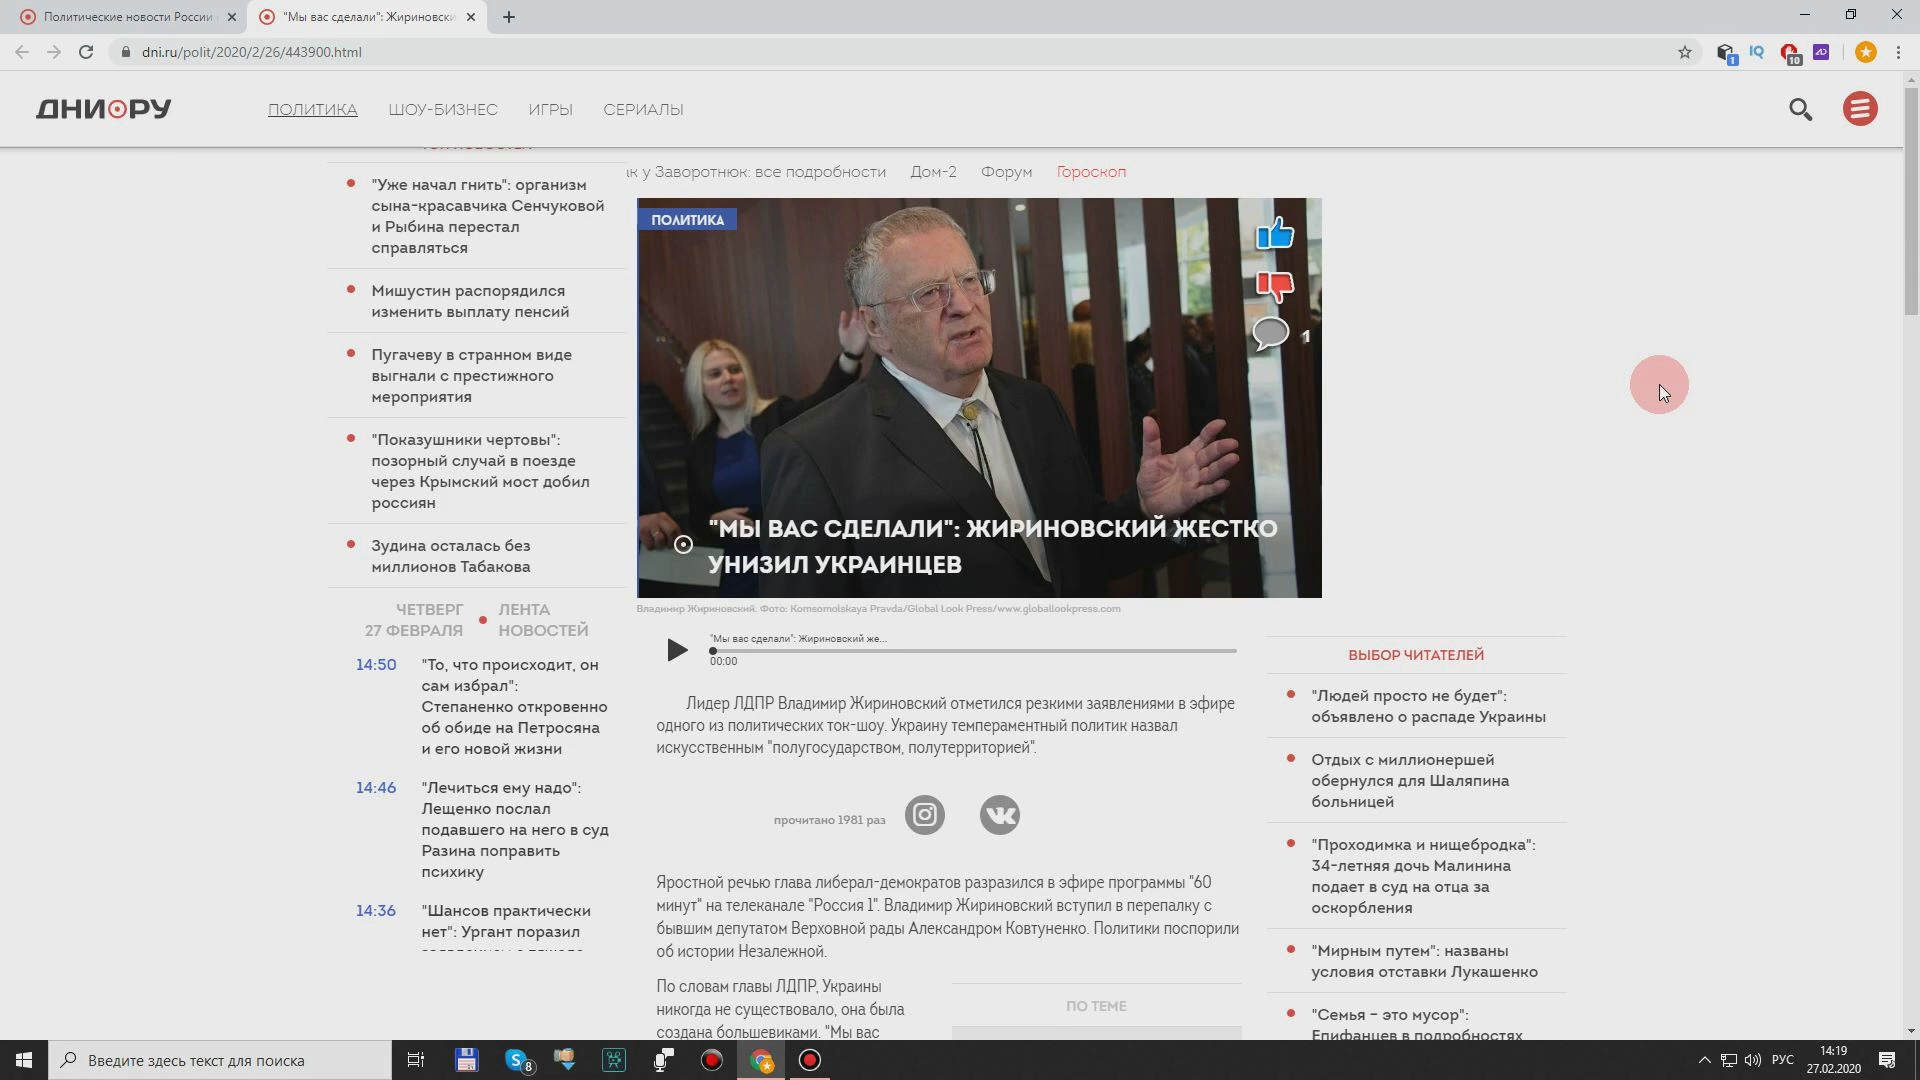 Политические новости России
"Мы вас сделали": Жириновски
dni.ru/polit/2020/2/26/443900.html
1
10
ДНИ РУ
ПОЛИТИКА
ШОУ-БИЗНЕС
ИГРЫ
СЕРИАЛЫ
ак у Заворотнюк: все подробности
Дом-2
Форум
Гороскоп
"Уже начал гнить": организм
сына-красавчика Сенчуковой
и Рыбина перестал
справляться
Мишустин распорядился
изменить выплату пенсий
Пугачеву в странном виде
выгнали с престижного
мероприятия
"Показушники чертовы":
позорный случай в поезде
через Крымский мост добил
россиян
Зудина осталась без
миллионов Табакова
ЧЕТВЕРГ
27 ФЕВРАЛЯ
ЛЕНТА
НОВОСТЕЙ
14:50
"То, что происходит, он
сам избрал":
Степаненко откровенно
об обиде на Петросяна
и его новой жизни
14:46
"Лечиться ему надо":
Лещенко послал
подавшего на него в суд
Разина поправить
психику
14:36
"Шансов практически
нет": Ургант поразил
ПОЛИТИКА
1
"МЫ ВАС СДЕЛАЛИ": ЖИРИНОВСКИЙ ЖЕСТКО
УНИЗИЛ УКРАИНЦЕВ
Владимир Жириновский. Фото: Komsomolskaya Pravda/Global Look Press/www.globallookpress.com
"Мы вас сделали": Жириновский же...
00:00
Лидер ЛДПР Владимир Жириновский отметился резкими заявлениями в эфире
одного из политических ток-шоу. Украину темпераментный политик назвал
искусственным "полугосударством, полутерриторией".
прочитано 1981 раз
Яростной речью глава либерал-демократов разразился в эфире программы "60
минут" на телеканале "Россия 1". Владимир Жириновский вступил в перепалку с
бывшим депутатом Верховной рады Александром Ковтуненко. Политики поспорили
об истории Незалежной.
По словам главы ЛДПР, Украины
никогда не существовало, она была
создана большевиками. "Мы вас
ПО ТЕМЕ
ВЫБОР ЧИТАТЕЛЕЙ
"Людей просто не будет":
объявлено о распаде Украины
Отдых с миллионершей
обернулся для Шаляпина
больницей
"Проходимка и нищебродка":
34-летняя дочь Малинина
подает в суд на отца за
оскорбления
"Мирным путем": названы
условия отставки Лукашенко
"Семья – это мусор":
Епифанцев в подробностях
Введите здесь текст для поиска
8
РУС
14:19
27.02.2020